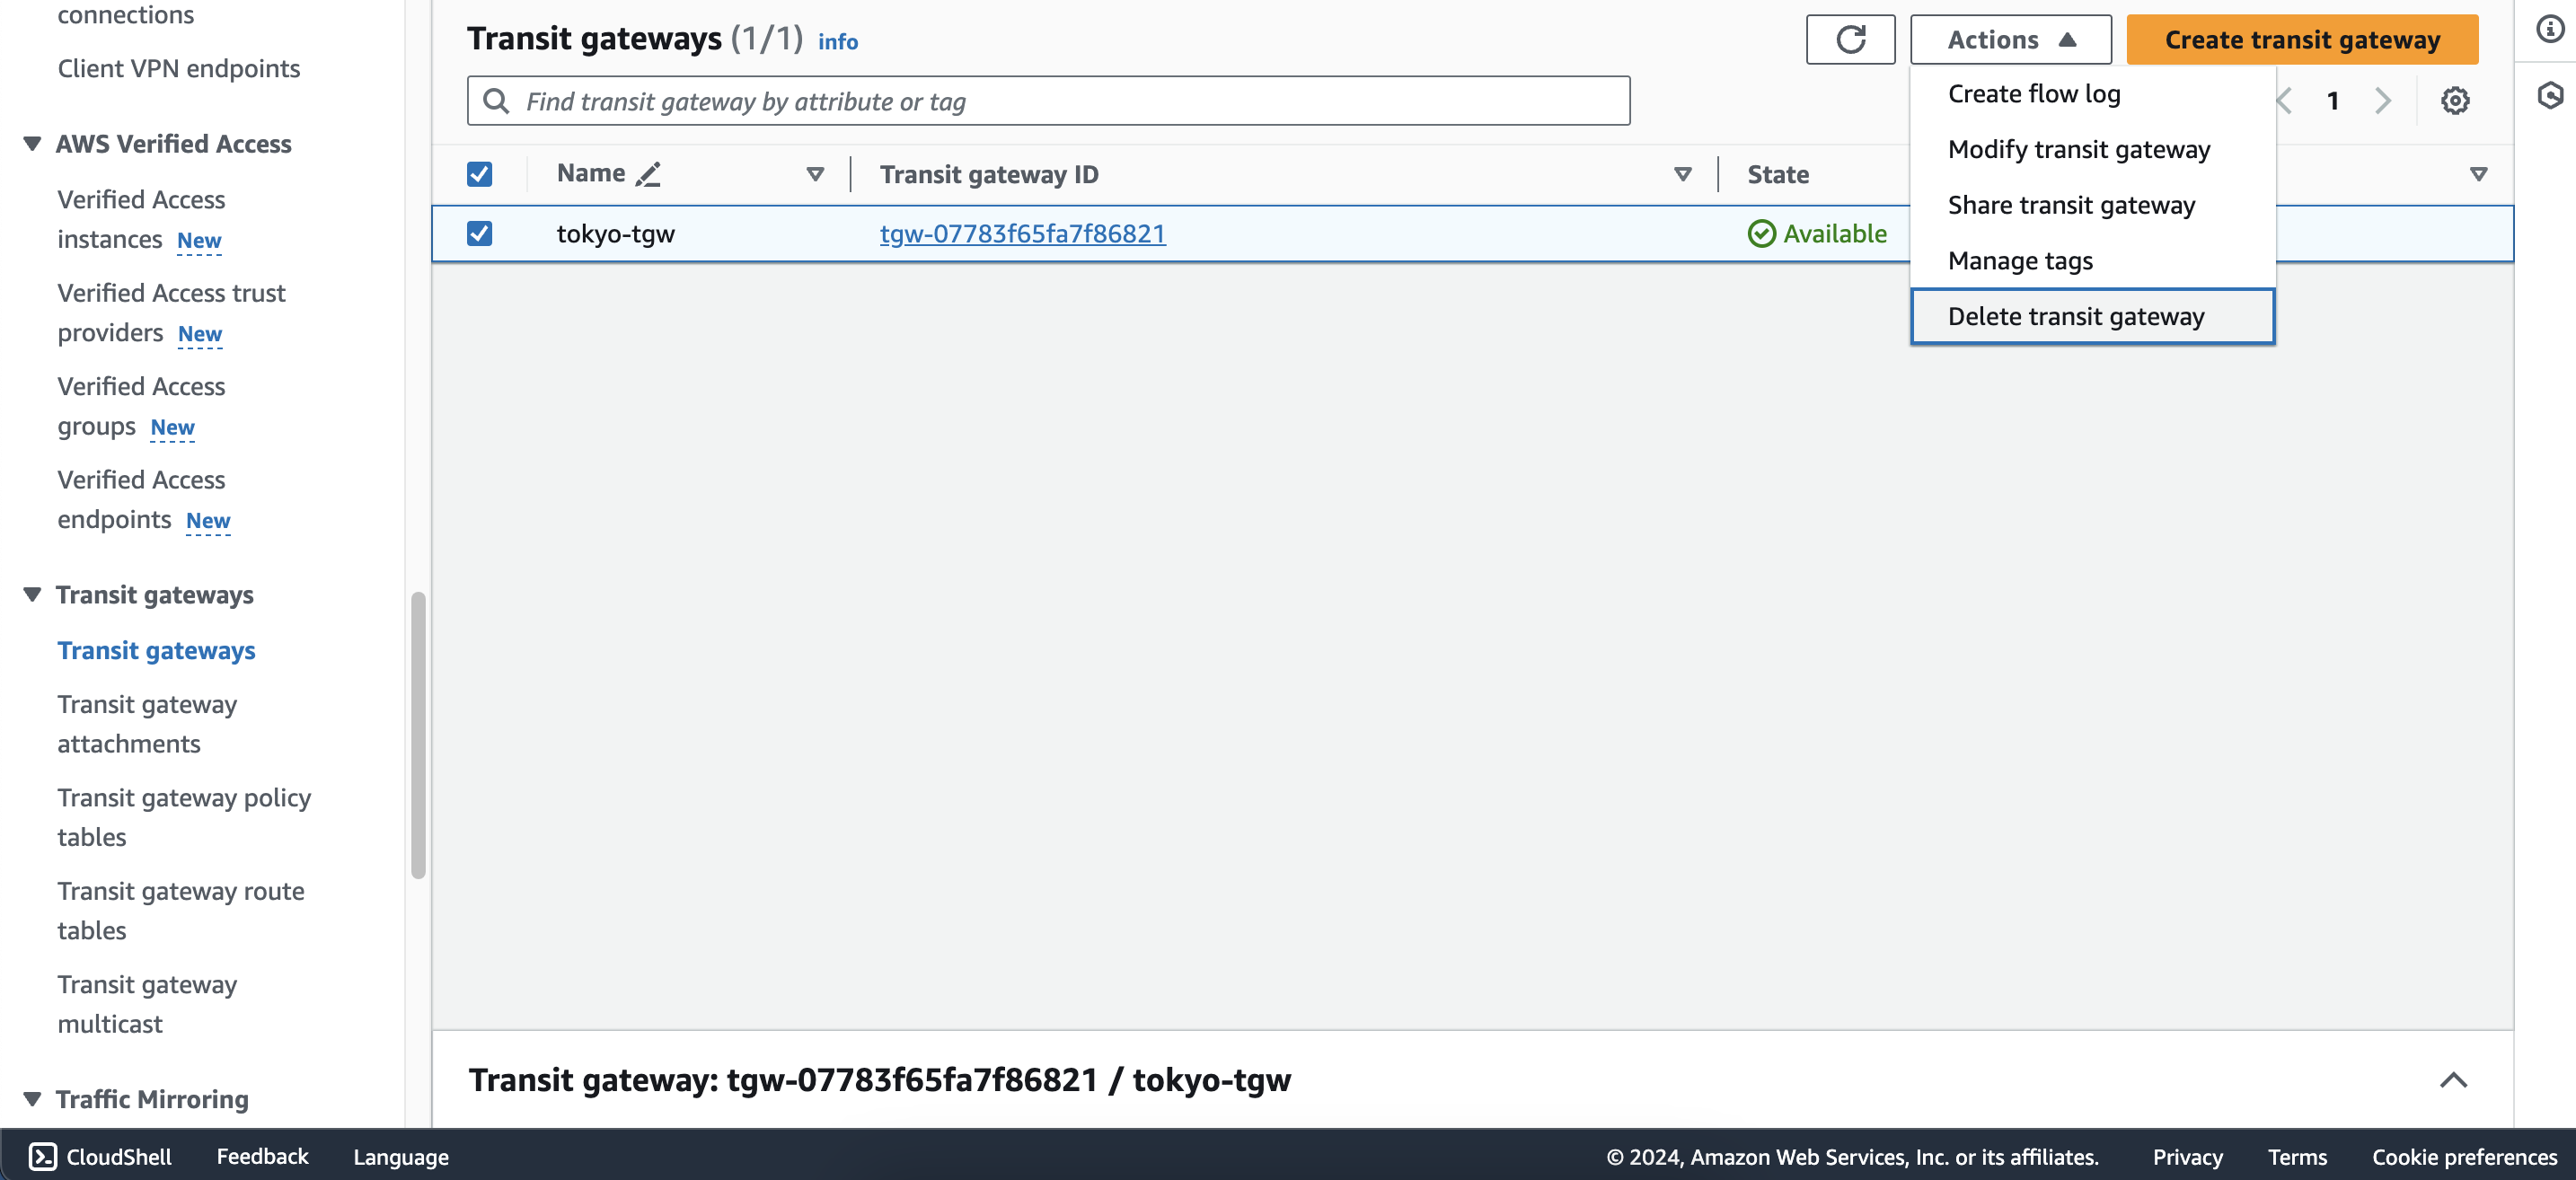 connections
Client VPN endpoints
AWS Verified Access
Verified Access
instances New
Verified Access trust
providers New
Verified Access
groups New
Verified Access
endpoints New
Transit gateways
Transit gateways
Transit gateway
attachments
Transit gateway policy
tables
Transit gateway route
tables
Transit gateway
multicast
Traffic Mirroring
Transit gateways (1/1) info
Actions
Create transit gateway
Find transit gateway by attribute or tag
1
Create flow log
Modify transit gateway
Share transit gateway
Manage tags
Delete transit gateway
Name Transit gateway ID State
tokyo-tgw tgw-07783f65fa7f86821 Available
Transit gateway: tgw-07783f65fa7f86821 / tokyo-tgw
CloudShell Feedback Language © 2024, Amazon Web Services, Inc. or its affiliates. Privacy Terms Cookie preferences